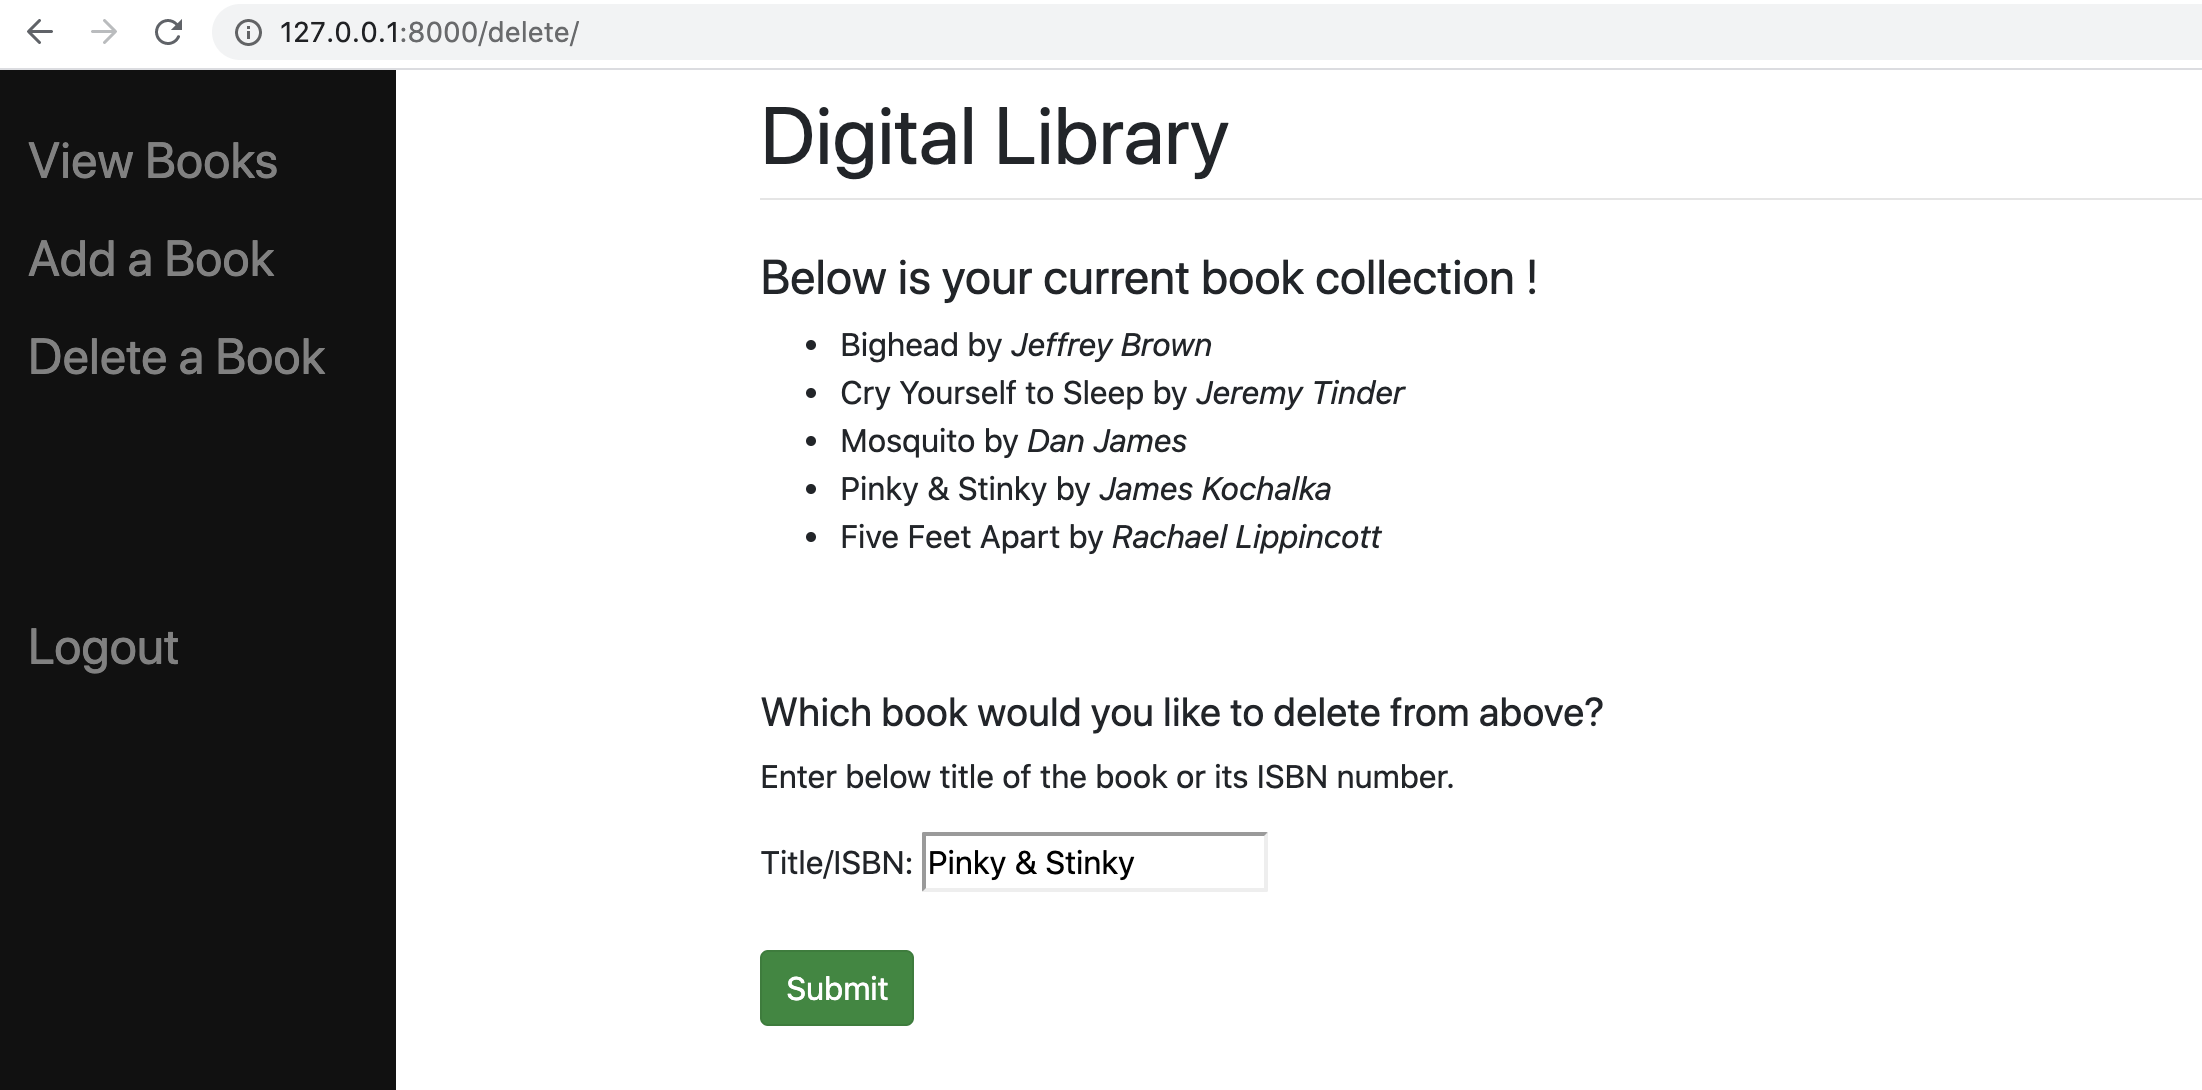 127.0.0.1:8000/delete/
View Books
Add a Book
Delete a Book
Logout
Digital Library
Below is your current book collection !
• Bighead by Jeffrey Brown
• Cry Yourself to Sleep by Jeremy Tinder
• Mosquito by Dan James
• Pinky & Stinky by James Kochalka
• Five Feet Apart by Rachael Lippincott
Which book would you like to delete from above?
Enter below title of the book or its ISBN number.
Title/ISBN: Pinky & Stinky
Submit